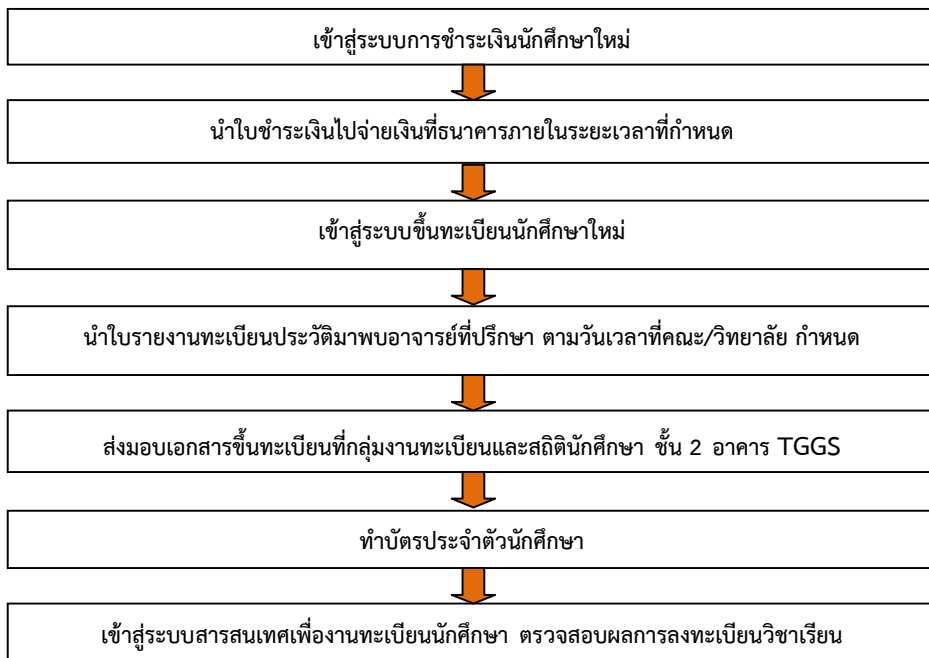 เข้าสู่ระบบการชำระเงินนักศึกษาใหม่
นำใบชำระเงินไปจ่ายเงินที่ธนาคารภายในระยะเวลาที่กำหนด
เข้าสู่ระบบขึ้นทะเบียนนักศึกษาใหม่
นำใบรายงานทะเบียนประวัติมาพบอาจารย์ที่ปรึกษา ตามวันเวลาที่คณะ/วิทยาลัย กำหนด
ส่งมอบเอกสารขึ้นทะเบียนที่กลุ่มงานทะเบียนและสถิตินักศึกษา ชั้น 2 อาคาร TGGS
ทำบัตรประจำตัวนักศึกษา
เข้าสู่ระบบสารสนเทศเพื่องานทะเบียนนักศึกษา ตรวจสอบผลการลงทะเบียนวิชาเรียน